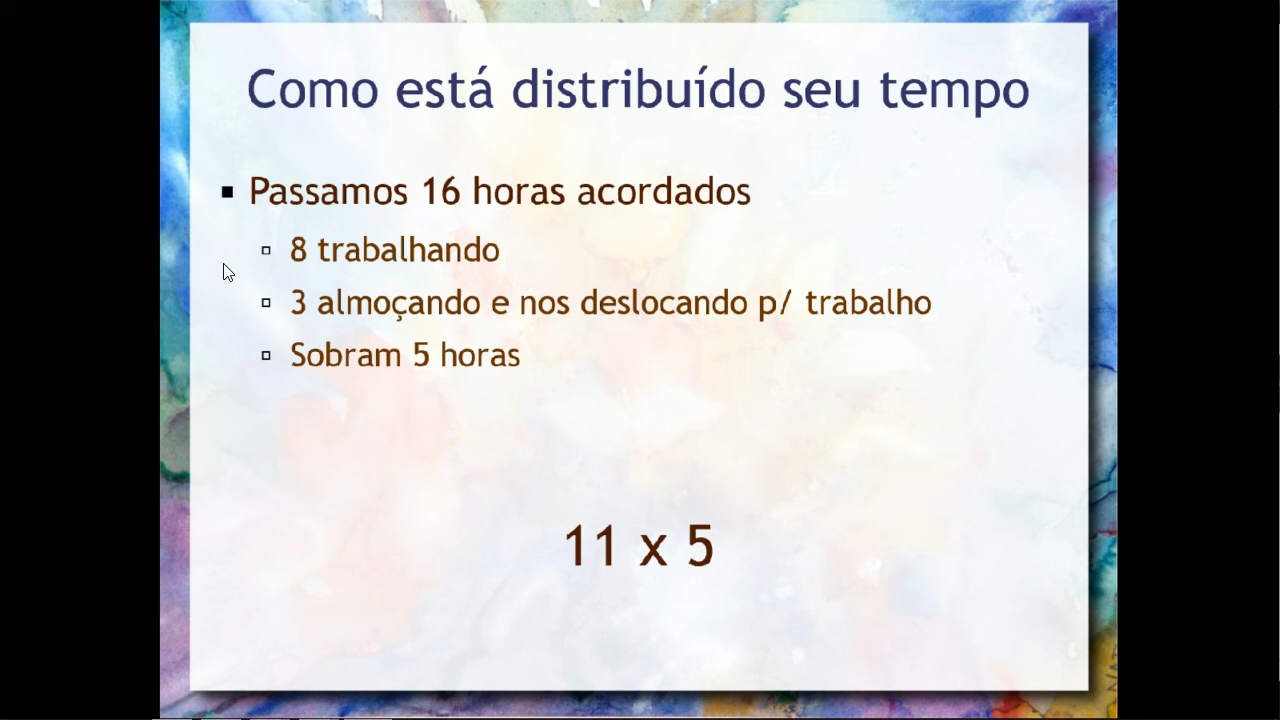 Como está distribuído seu tempo
Passamos 16 horas acordados
8 trabalhando
3 almoçando e nos deslocando p/ trabalho
Sobram 5 horas
11 x 5